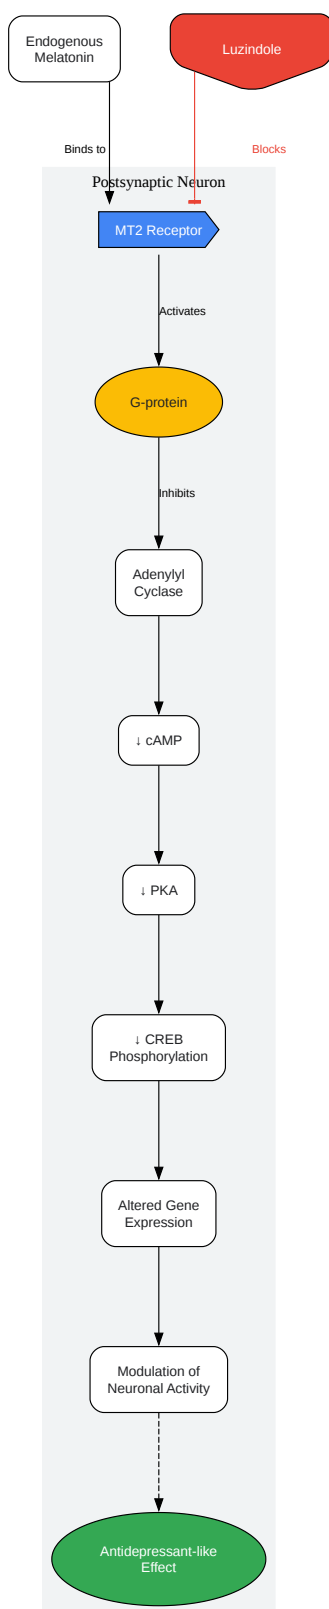 Endogenous
Melatonin
Luzindole
Binds to
Blocks
Postsynaptic Neuron
MT2 Receptor
Activates
G-protein
Inhibits
Adenylyl
Cyclase
↓ cAMP
↓ PKA
↓ CREB
Phosphorylation
Altered Gene
Expression
Modulation of
Neuronal Activity
Antidepressant-like
Effect